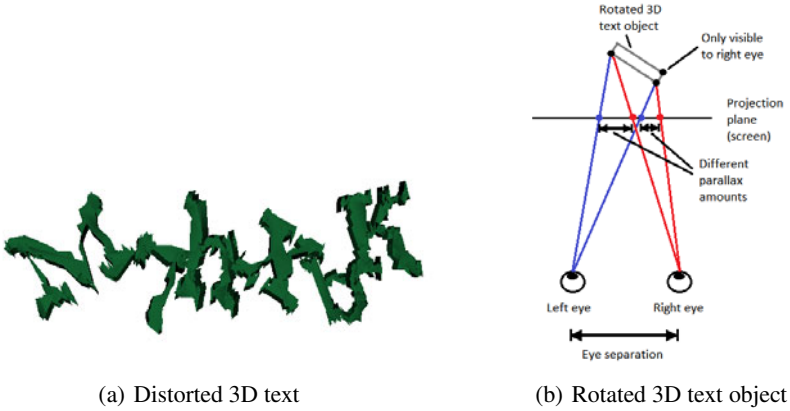 Rotated 3D
text object
Only visible
to right eye
Projection
plane
(screen)
Different
parallax
amounts
Left eye
Right eye
Eye separation
(a) Distorted 3D text
(b) Rotated 3D text object